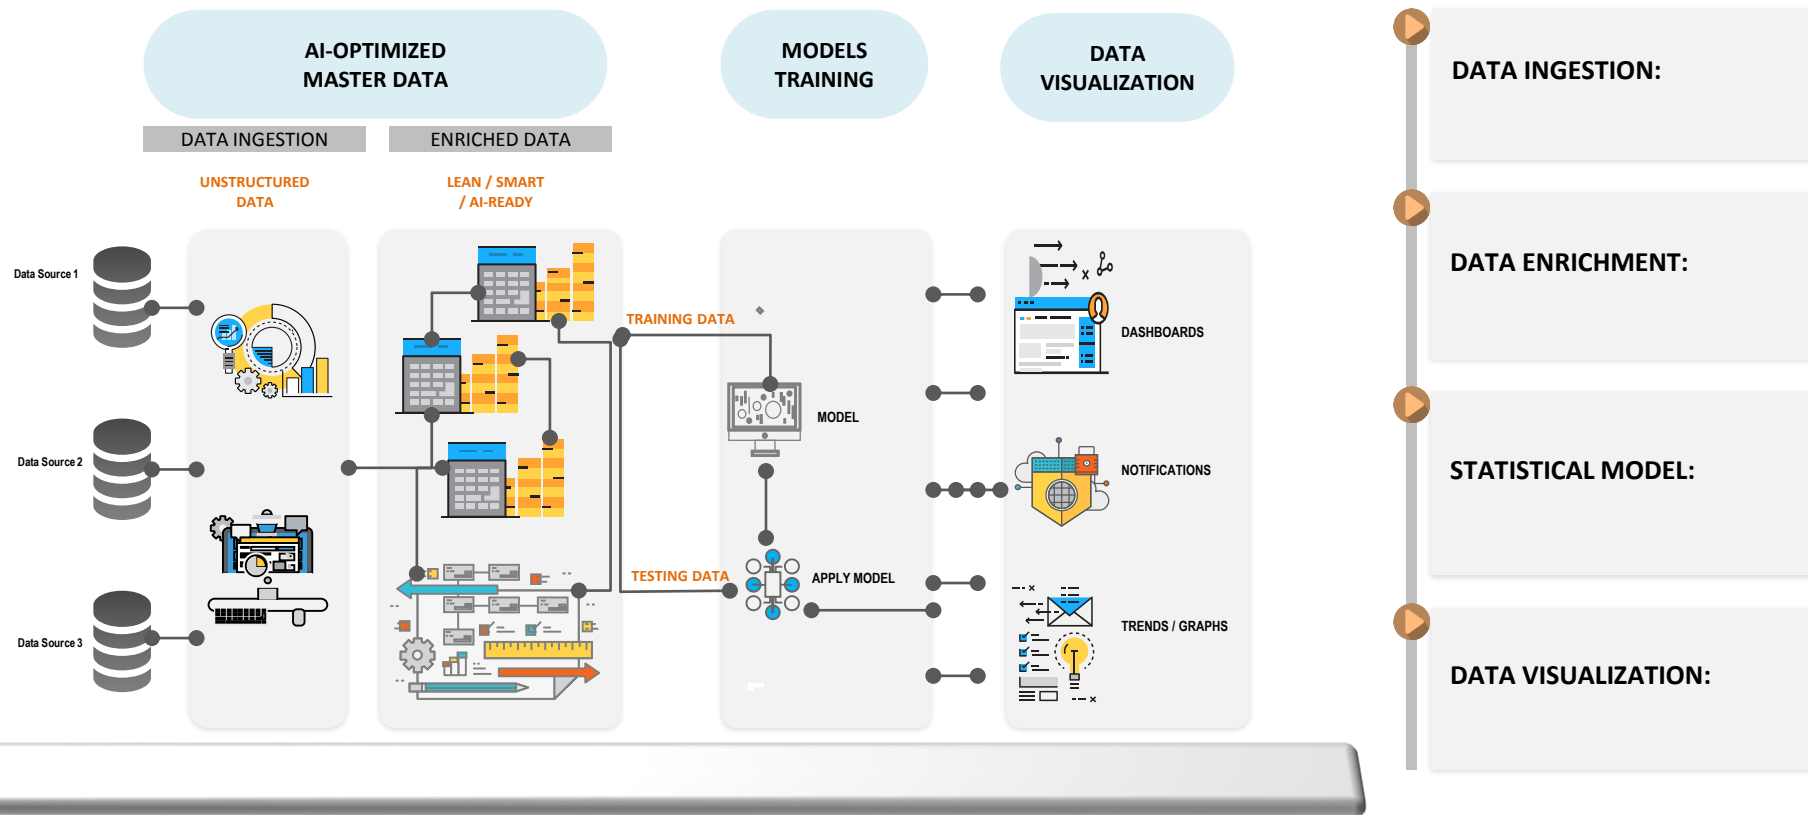 AI-OPTIMIZED
MASTER DATA
MODELS
TRAINING
DATA
VISUALIZATION
DATA INGESTION
ENRICHED DATA
UNSTRUCTURED
DATA
LEAN / SMART
/ AI-READY
Data Source 1
Data Source 2
Data Source 3
TRAINING DATA
TESTING DATA
MODEL
APPLY MODEL
DASHBOARDS
NOTIFICATIONS
TRENDS / GRAPHS
DATA INGESTION:
DATA ENRICHMENT:
STATISTICAL MODEL:
DATA VISUALIZATION: